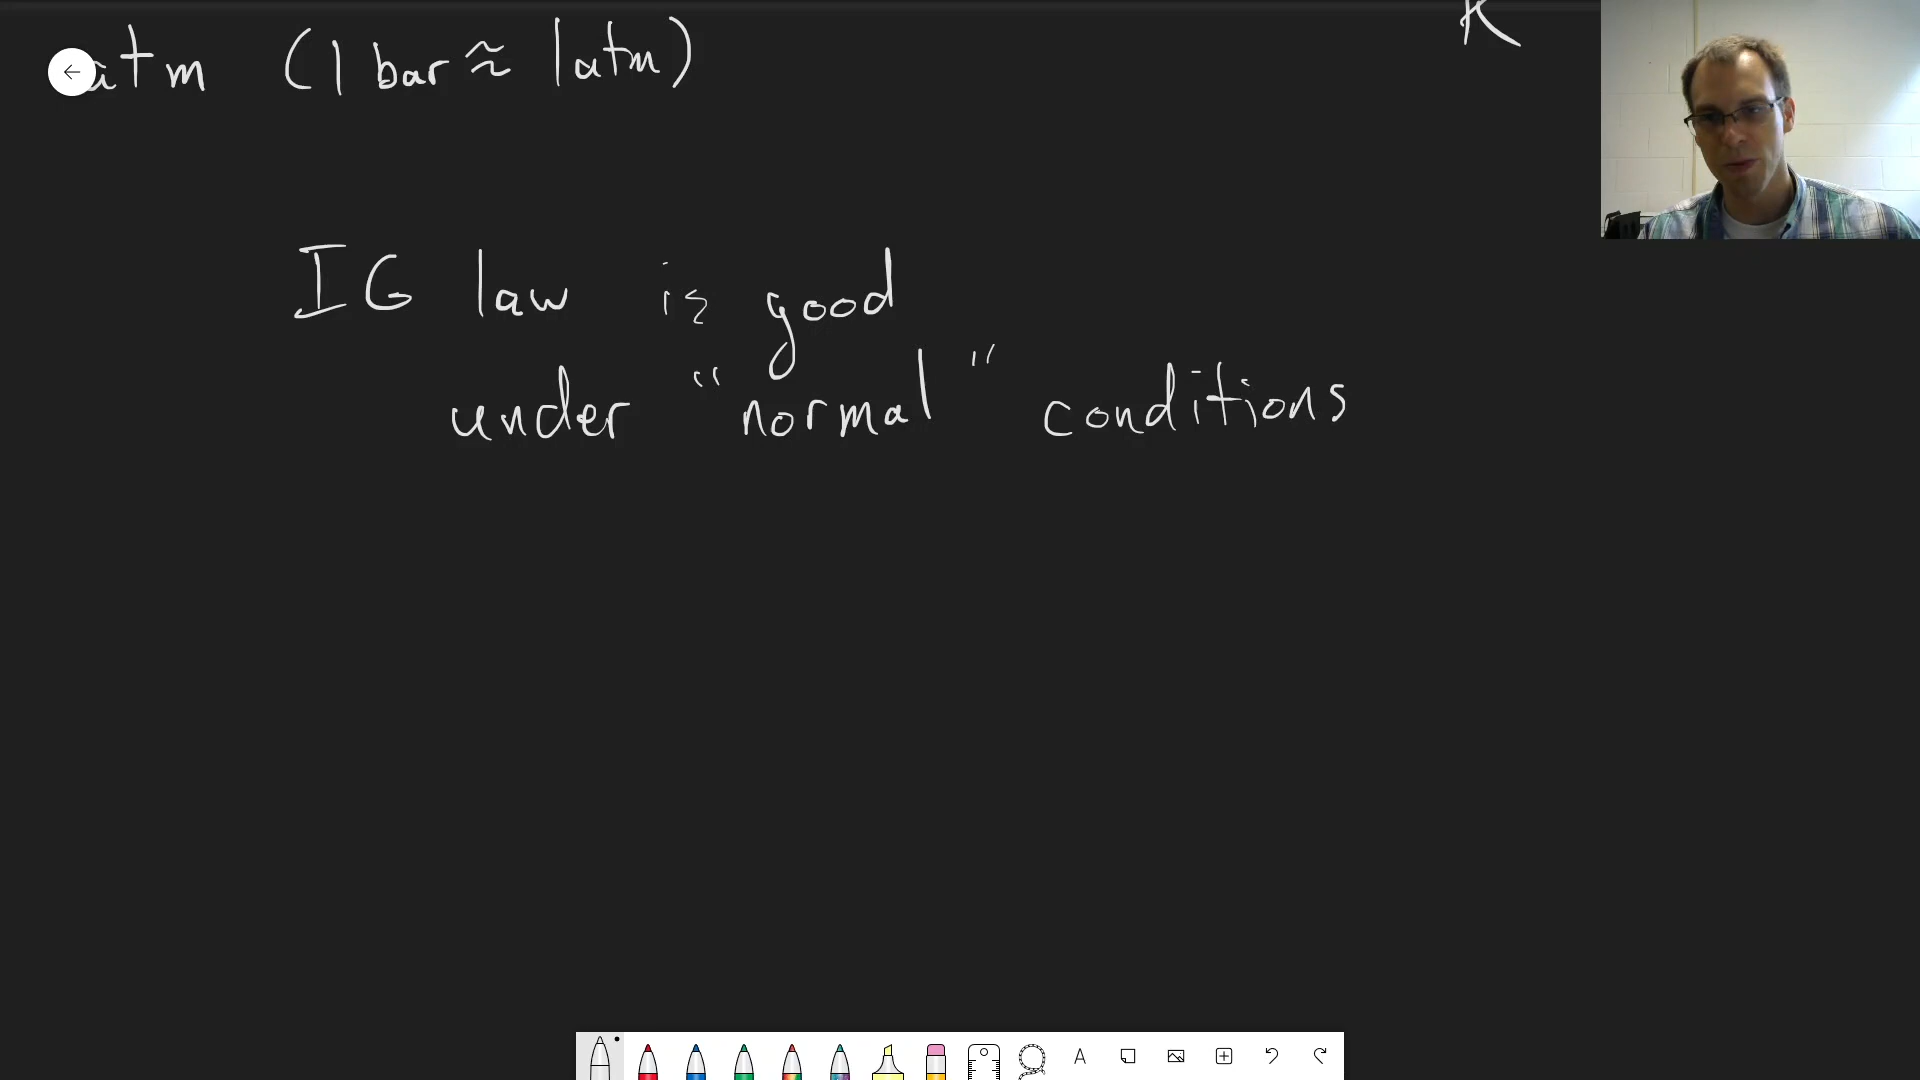 atm (1 bar ≈ 1atm)
K
IG law is good
under "normal" conditions
A